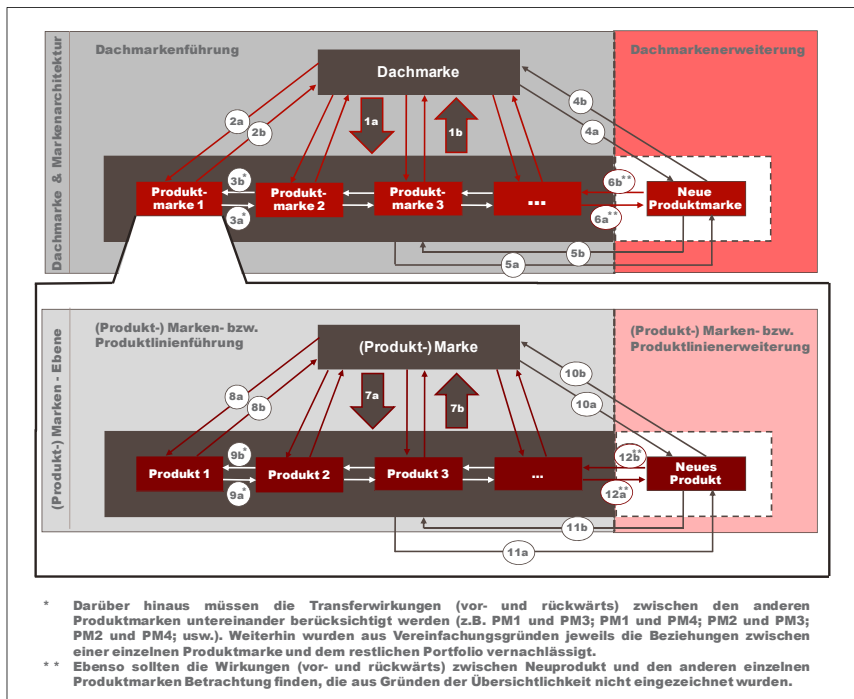 Dachmarkenführung
Dachmarkenerweiterung
Dachmarke & Markenarchitektur
Dachmarke
2a
2b
1a
1b
4b
4a
Produkt-
marke 1
3b*
3a*
Produkt-
marke 2
Produkt-
marke 3
...
6b**
6a**
Neue
Produktmarke
5b
5a
(Produkt-) Marken - Ebene
(Produkt-) Marken- bzw.
Produktlinienführung
(Produkt-) Marken- bzw.
Produktlinienerweiterung
(Produkt-) Marke
8a
8b
7a
7b
10b
10a
Produkt 1
9b*
9a*
Produkt 2
Produkt 3
...
12b**
12a**
Neues
Produkt
11b
11a
* Darüber hinaus müssen die Transferwirkungen (vor- und rückwärts) zwischen den anderen
Produktmarken untereinander berücksichtigt werden (z.B. PM1 und PM3; PM1 und PM4; PM2 und PM3;
PM2 und PM4; usw.). Weiterhin wurden aus Vereinfachungsgründen jeweils die Beziehungen zwischen
einer einzelnen Produktmarke und dem restlichen Portfolio vernachlässigt.
** Ebenso sollten die Wirkungen (vor- und rückwärts) zwischen Neuprodukt und den anderen einzelnen
Produktmarken Betrachtung finden, die aus Gründen der Übersichtlichkeit nicht eingezeichnet wurden.